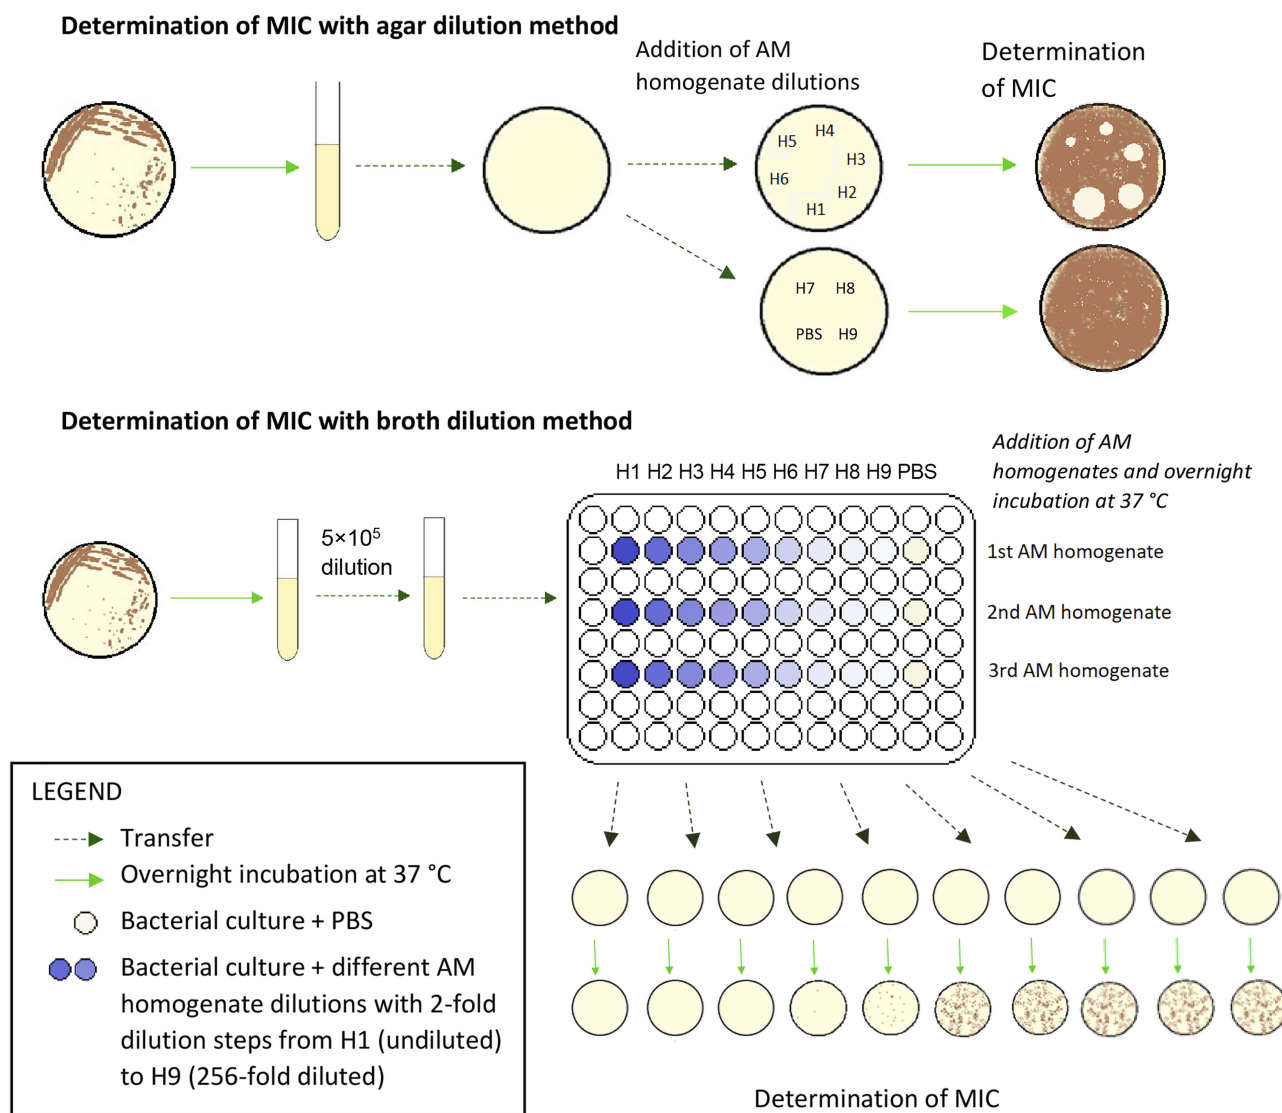 Determination of MIC with agar dilution method
Addition of AM
homogenate dilutions
Determination
of MIC
H4
H5
H3
H6
H2
H1
H7 H8
PBS H9
Determination of MIC with broth dilution method
H1 H2 H3 H4 H5 H6 H7 H8 H9 PBS
Addition of AM
homogenates and overnight
incubation at 37 °C
5×10⁵
dilution
1st AM homogenate
2nd AM homogenate
3rd AM homogenate
LEGEND
Transfer
Overnight incubation at 37 °C
Bacterial culture + PBS
Bacterial culture + different AM
homogenate dilutions with 2-fold
dilution steps from H1 (undiluted)
to H9 (256-fold diluted)
Determination of MIC